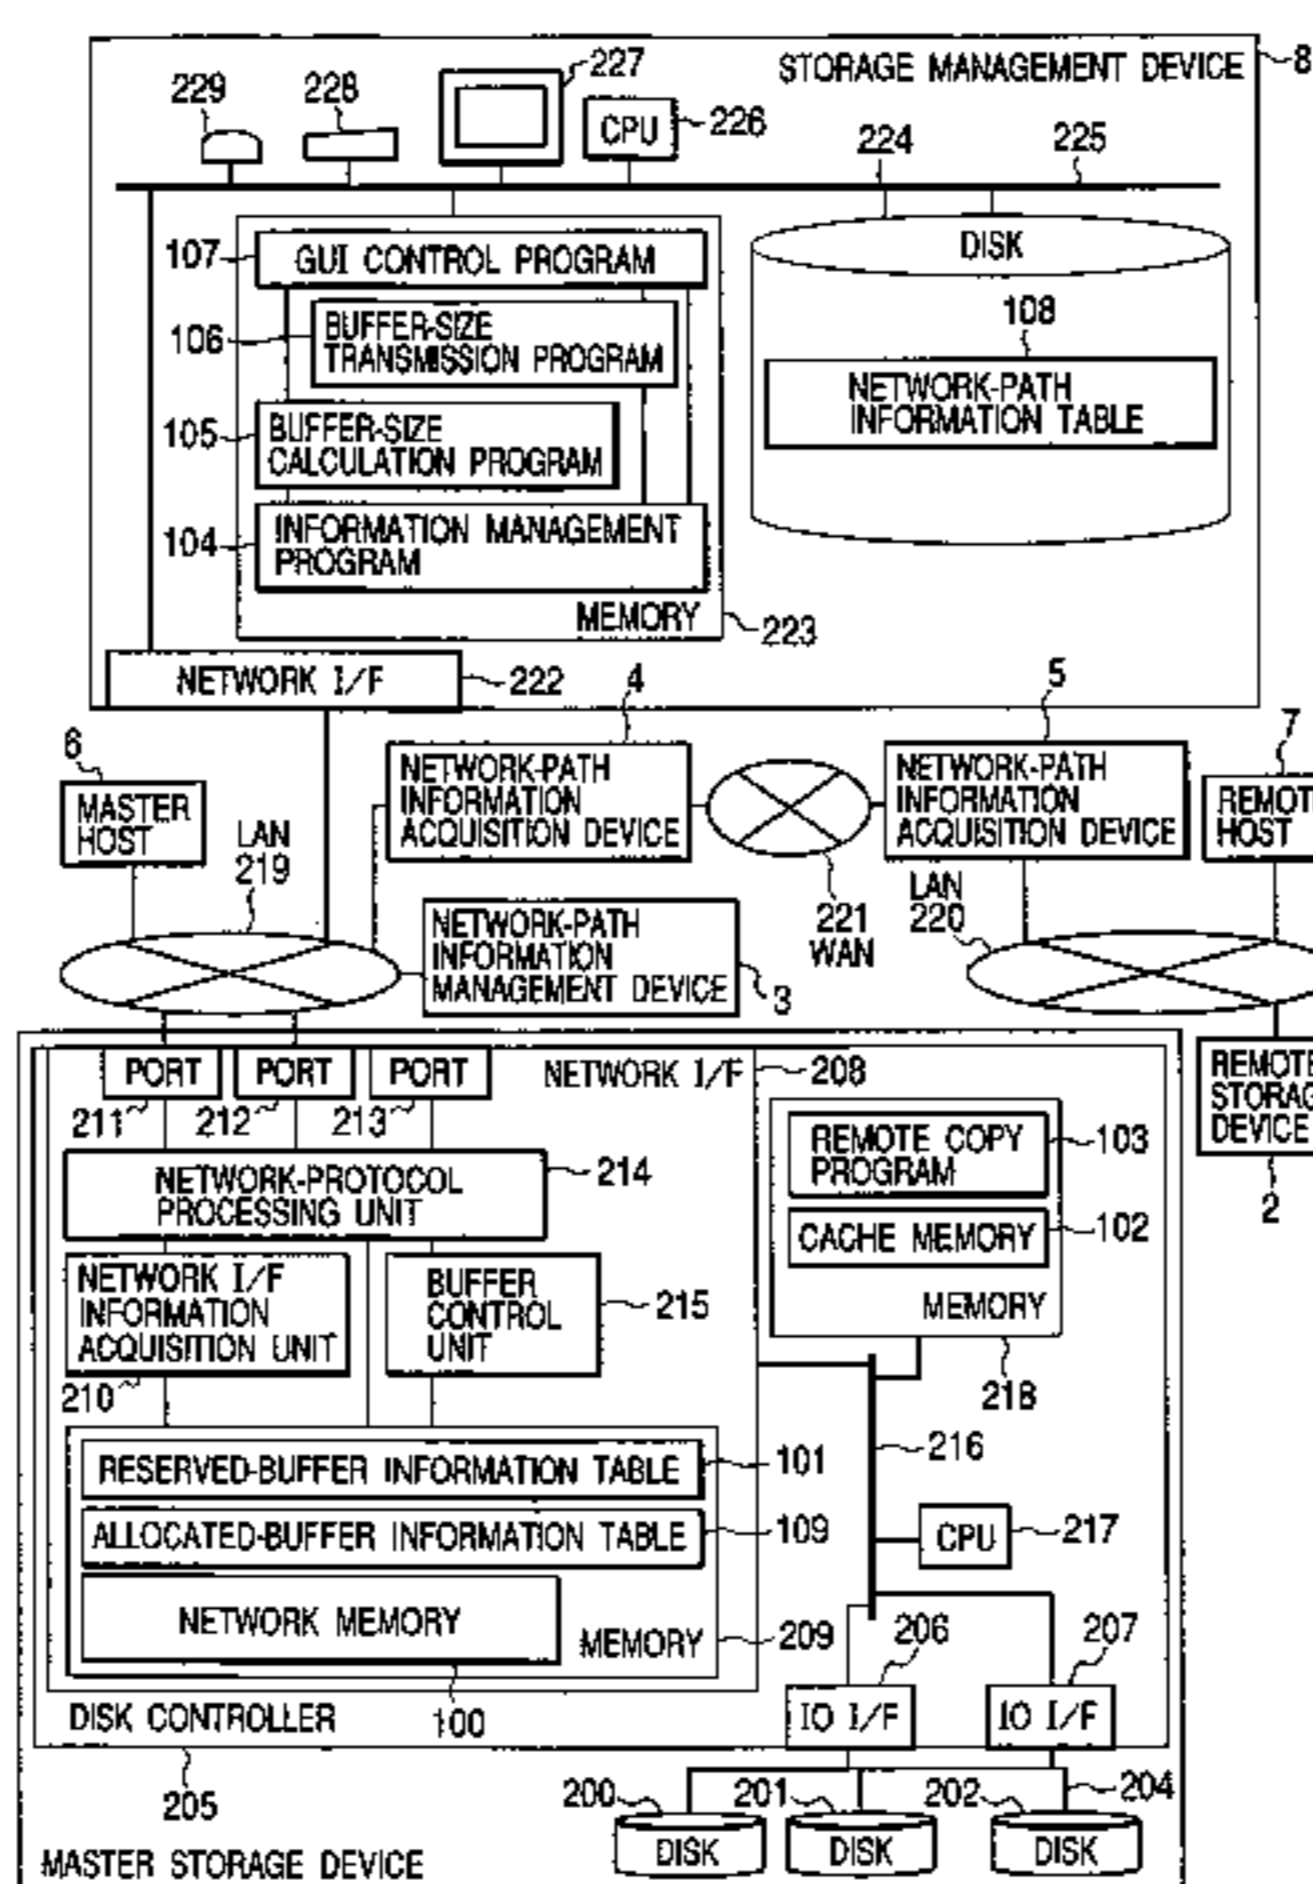 STORAGE MANAGEMENT DEVICE
8
229
228
227
CPU
226
224
225
107
GUI CONTROL PROGRAM
DISK
106
BUFFER-SIZE
TRANSMISSION PROGRAM
108
NETWORK-PATH
INFORMATION TABLE
105
BUFFER-SIZE
CALCULATION PROGRAM
104
INFORMATION MANAGEMENT
PROGRAM
MEMORY
223
NETWORK I/F
222
4
5
6
7
MASTER
HOST
LAN
219
NETWORK-PATH
INFORMATION
ACQUISITION DEVICE
221
WAN
NETWORK-PATH
INFORMATION
ACQUISITION DEVICE
REMOT
HOST
LAN
220
NETWORK-PATH
INFORMATION
MANAGEMENT DEVICE
3
PORT
PORT
PORT
NETWORK I/F
208
211
212
213
REMOTE
STORAG
DEVICE
2
REMOTE COPY
PROGRAM
103
CACHE MEMORY
102
MEMORY
218
NETWORK-PROTOCOL
PROCESSING UNIT
214
NETWORK I/F
INFORMATION
ACQUISITION UNIT
210
BUFFER
CONTROL
UNIT
215
216
RESERVED-BUFFER INFORMATION TABLE
101
ALLOCATED-BUFFER INFORMATION TABLE
109
CPU
217
NETWORK MEMORY
MEMORY
209
206
207
DISK CONTROLLER
100
IO I/F
IO I/F
205
200
201
202
204
DISK
DISK
DISK
MASTER STORAGE DEVICE